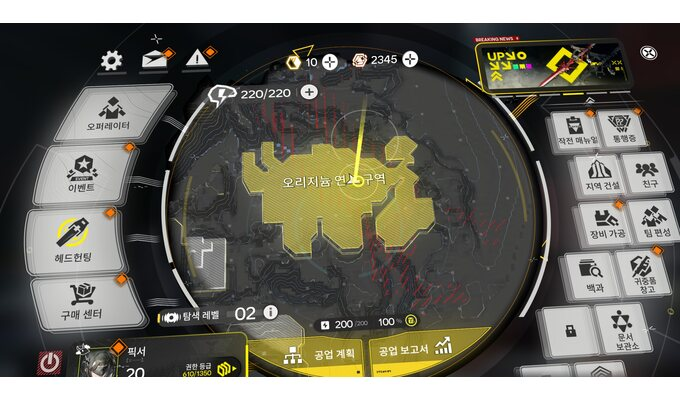 BREAKING NEWS
UP
10
2345
220/220
오퍼레이터
EVENT
이벤트
헤드헌팅
구매 센터
작전 매뉴얼
통행증
지역 건설
친구
장비 가공
팀 편성
백과
귀중품
창고
문서
보관소
오리지늄 연구 구역
탐색 레벨
02
200/200
100%
공업 계획
공업 보고서
픽서
20
권한 등급
610/1350